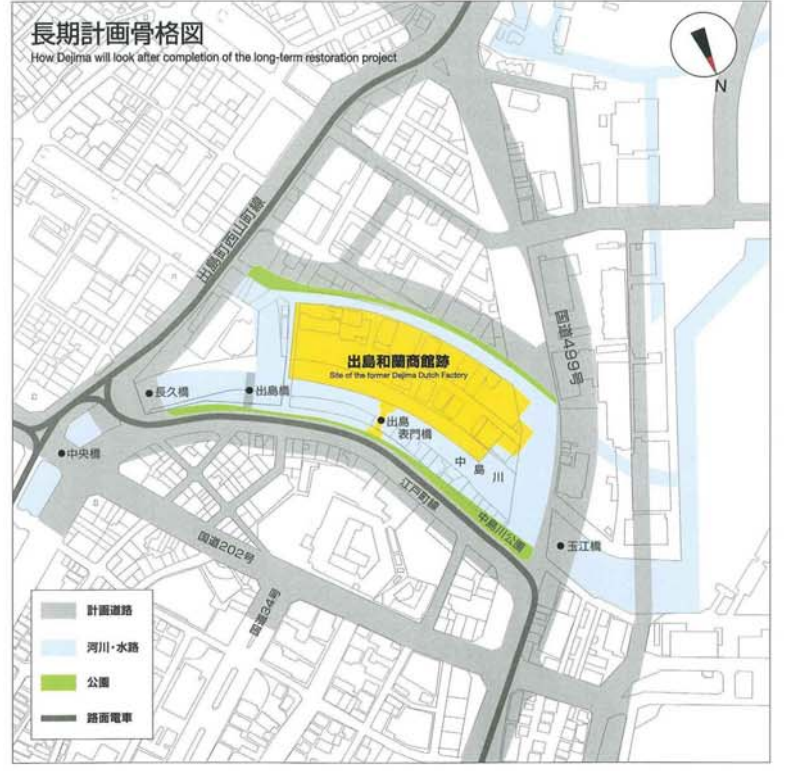 長期計画骨格図
How Dejima will look after completion of the long-term restoration project
N
出島町西山町線
国道499号
出島和蘭商館跡
Site of the former Dejima Dutch Factory
長久橋
出島橋
出島
表門橋
中央橋
中島川
江戸町線
中島川公園
玉江橋
国道202号
国道34号
計画道路
河川・水路
公園
路面電車